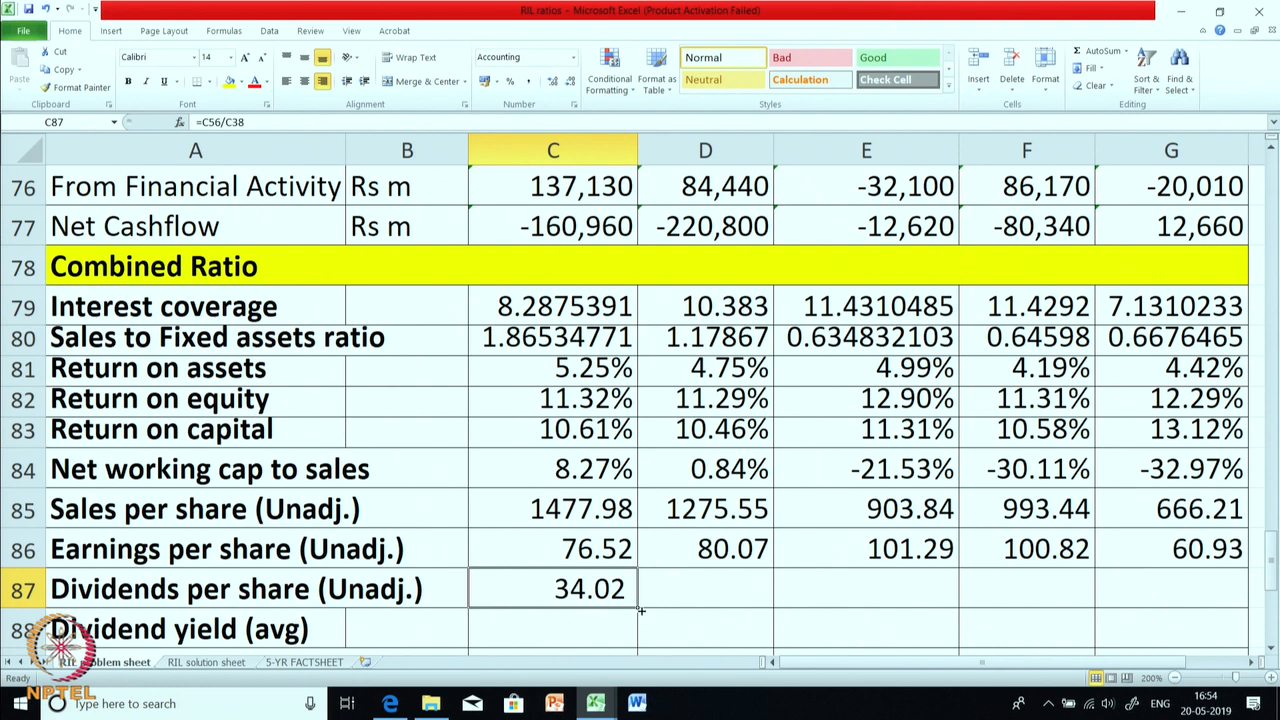 RIL ratios - Microsoft Excel (Product Activation Failed)
File Home Insert Page Layout Formulas Data Review View Acrobat
Paste Cut Copy Format Painter Clipboard
Calibri 14 B I U Font
Wrap Text Merge & Center Alignment
Accounting % , Number
Conditional Formatting Format as Table Normal Bad Good Neutral Calculation Check Cell Styles
Insert Delete Format Cells
Σ AutoSum Fill Clear Sort & Filter Find & Select Editing
C87 fx =C56/C38
A B C D E F G
76 From Financial Activity Rs m 137,130 84,440 -32,100 86,170 -20,010
77 Net Cashflow Rs m -160,960 -220,800 -12,620 -80,340 12,660
78 Combined Ratio
79 Interest coverage 8.2875391 10.383 11.4310485 11.4292 7.1310233
80 Sales to Fixed assets ratio 1.86534771 1.17867 0.634832103 0.64598 0.6676465
81 Return on assets 5.25% 4.75% 4.99% 4.19% 4.42%
82 Return on equity 11.32% 11.29% 12.90% 11.31% 12.29%
83 Return on capital 10.61% 10.46% 11.31% 10.58% 13.12%
84 Net working cap to sales 8.27% 0.84% -21.53% -30.11% -32.97%
85 Sales per share (Unadj.) 1477.98 1275.55 903.84 993.44 666.21
86 Earnings per share (Unadj.) 76.52 80.07 101.29 100.82 60.93
87 Dividends per share (Unadj.) 34.02
88 Dividend yield (avg)
RIL problem sheet RIL solution sheet 5-YR FACTSHEET
Ready 200%
NPTEL
Type here to search ENG 16:54
20-05-2019